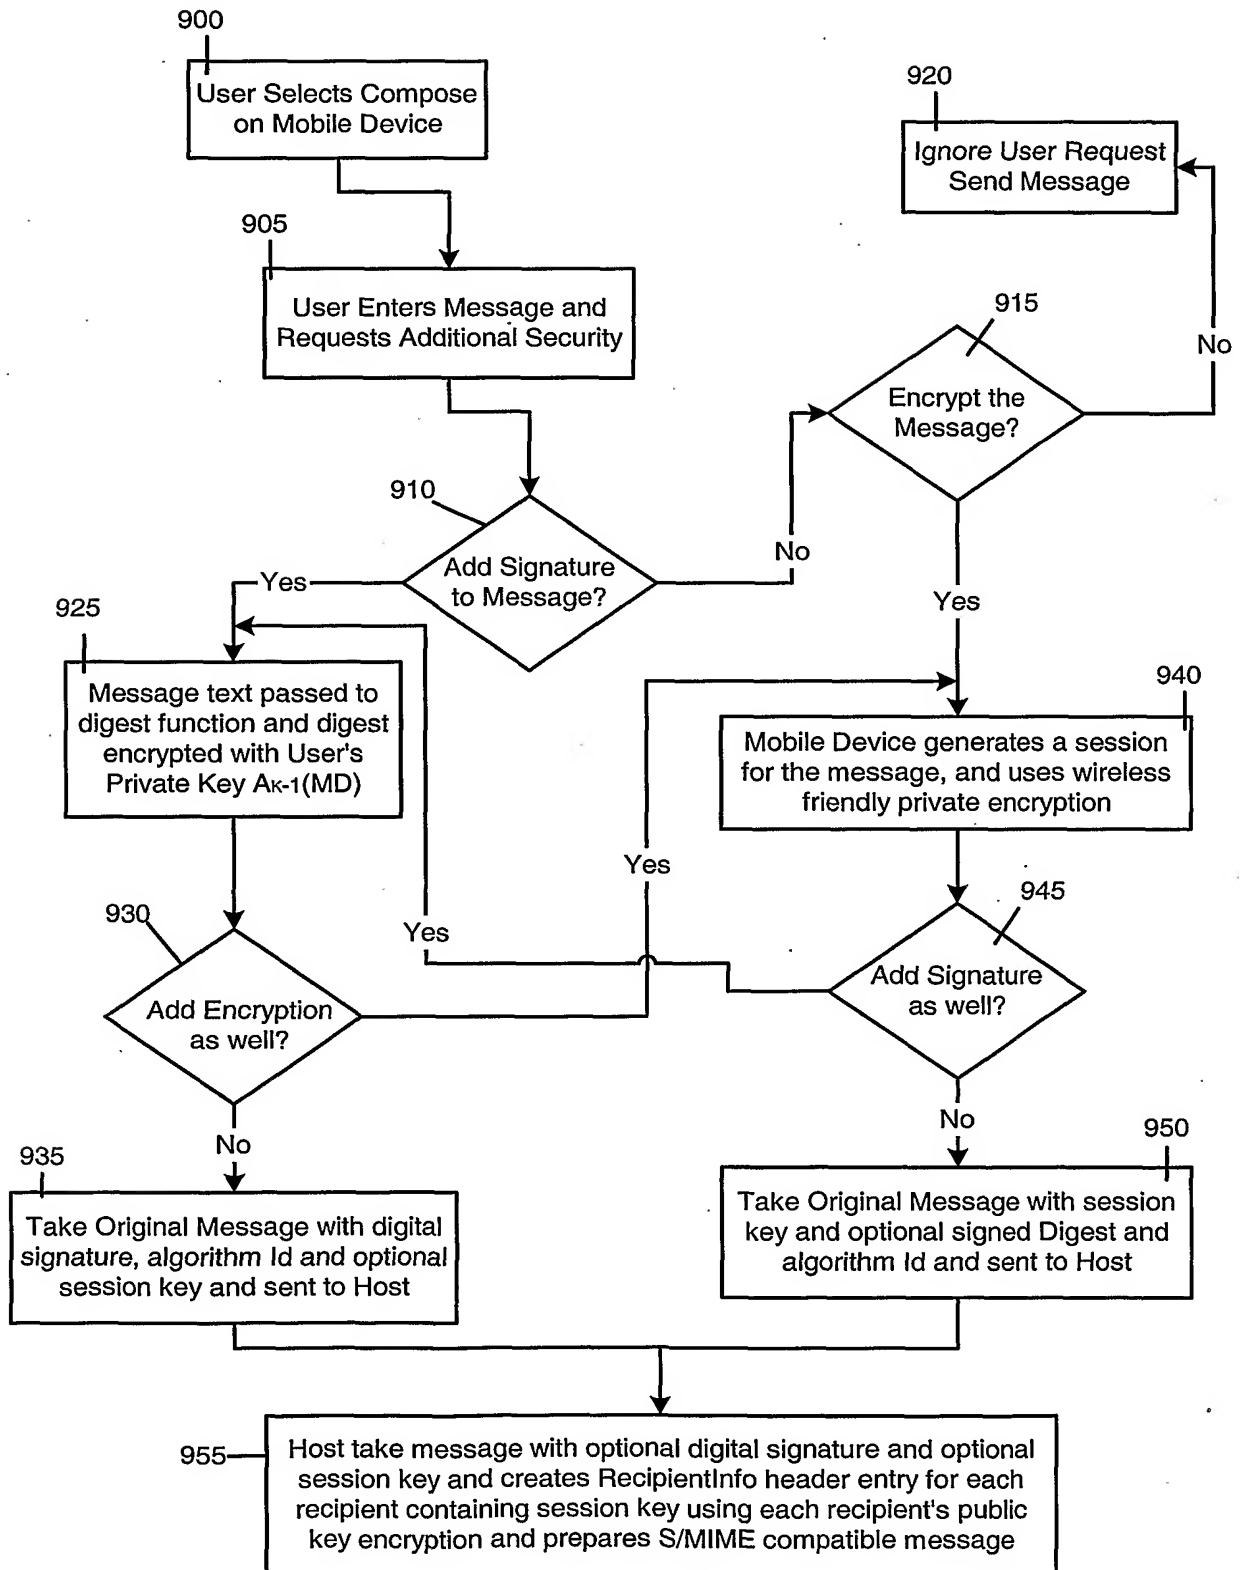 900
User Selects Compose
on Mobile Device
920
Ignore User Request
Send Message
905
User Enters Message and
Requests Additional Security
915
Encrypt the
Message?
No
910
Add Signature
to Message?
No
Yes
Yes
925
Message text passed to
digest function and digest
encrypted with User's
Private Key AK-1(MD)
940
Mobile Device generates a session
for the message, and uses wireless
friendly private encryption
Yes
Yes
930
Add Encryption
as well?
945
Add Signature
as well?
No
No
935
Take Original Message with digital
signature, algorithm Id and optional
session key and sent to Host
950
Take Original Message with session
key and optional signed Digest and
algorithm Id and sent to Host
955
Host take message with optional digital signature and optional
session key and creates RecipientInfo header entry for each
recipient containing session key using each recipient's public
key encryption and prepares S/MIME compatible message